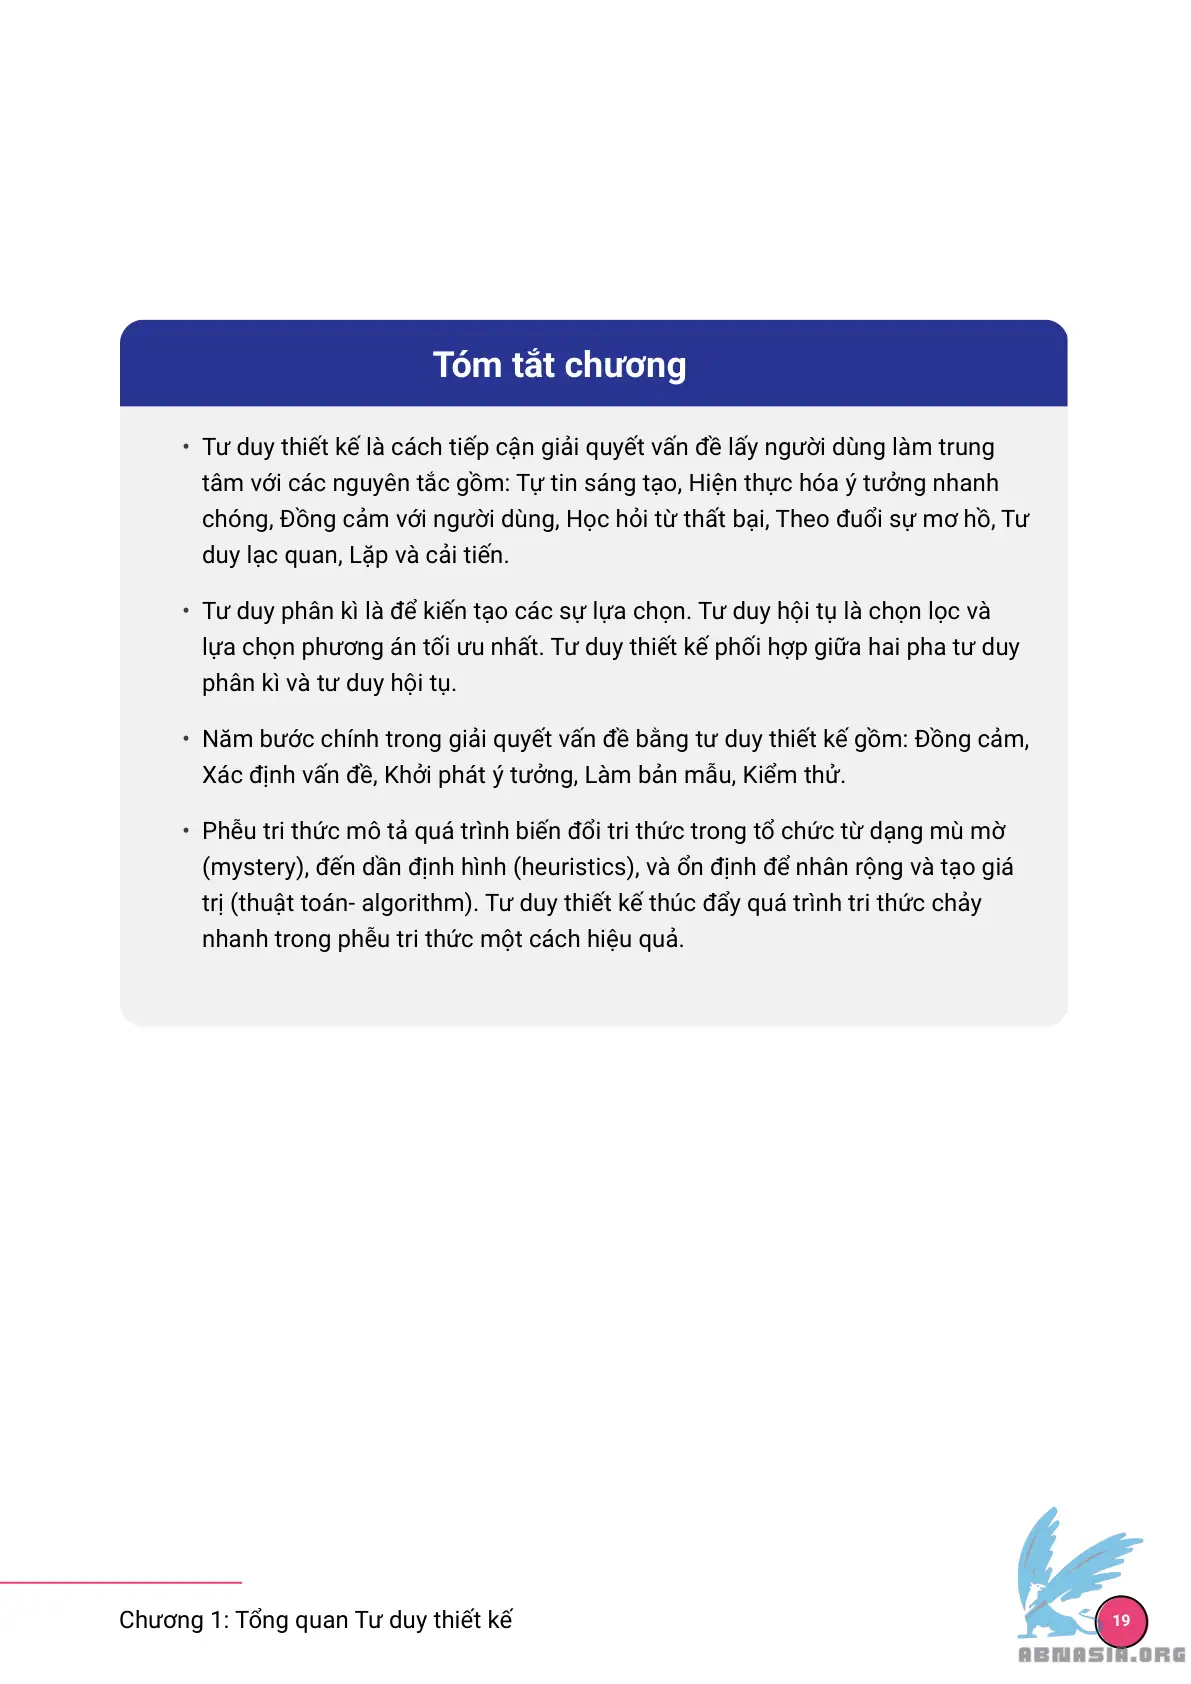 Tóm tắt chương
• Tư duy thiết kế là cách tiếp cận giải quyết vấn đề lấy người dùng làm trung
tâm với các nguyên tắc gồm: Tự tin sáng tạo, Hiện thực hóa ý tưởng nhanh
chóng, Đồng cảm với người dùng, Học hỏi từ thất bại, Theo đuổi sự mơ hồ, Tư
duy lạc quan, Lặp và cải tiến.
• Tư duy phân kì là để kiến tạo các sự lựa chọn. Tư duy hội tụ là chọn lọc và
lựa chọn phương án tối ưu nhất. Tư duy thiết kế phối hợp giữa hai pha tư duy
phân kì và tư duy hội tụ.
• Năm bước chính trong giải quyết vấn đề bằng tư duy thiết kế gồm: Đồng cảm,
Xác định vấn đề, Khởi phát ý tưởng, Làm bản mẫu, Kiểm thử.
• Phễu tri thức mô tả quá trình biến đổi tri thức trong tổ chức từ dạng mù mờ
(mystery), đến dần định hình (heuristics), và ổn định để nhân rộng và tạo giá
trị (thuật toán- algorithm). Tư duy thiết kế thúc đẩy quá trình tri thức chảy
nhanh trong phễu tri thức một cách hiệu quả.
Chương 1: Tổng quan Tư duy thiết kế
19
ABNASIA.ORG